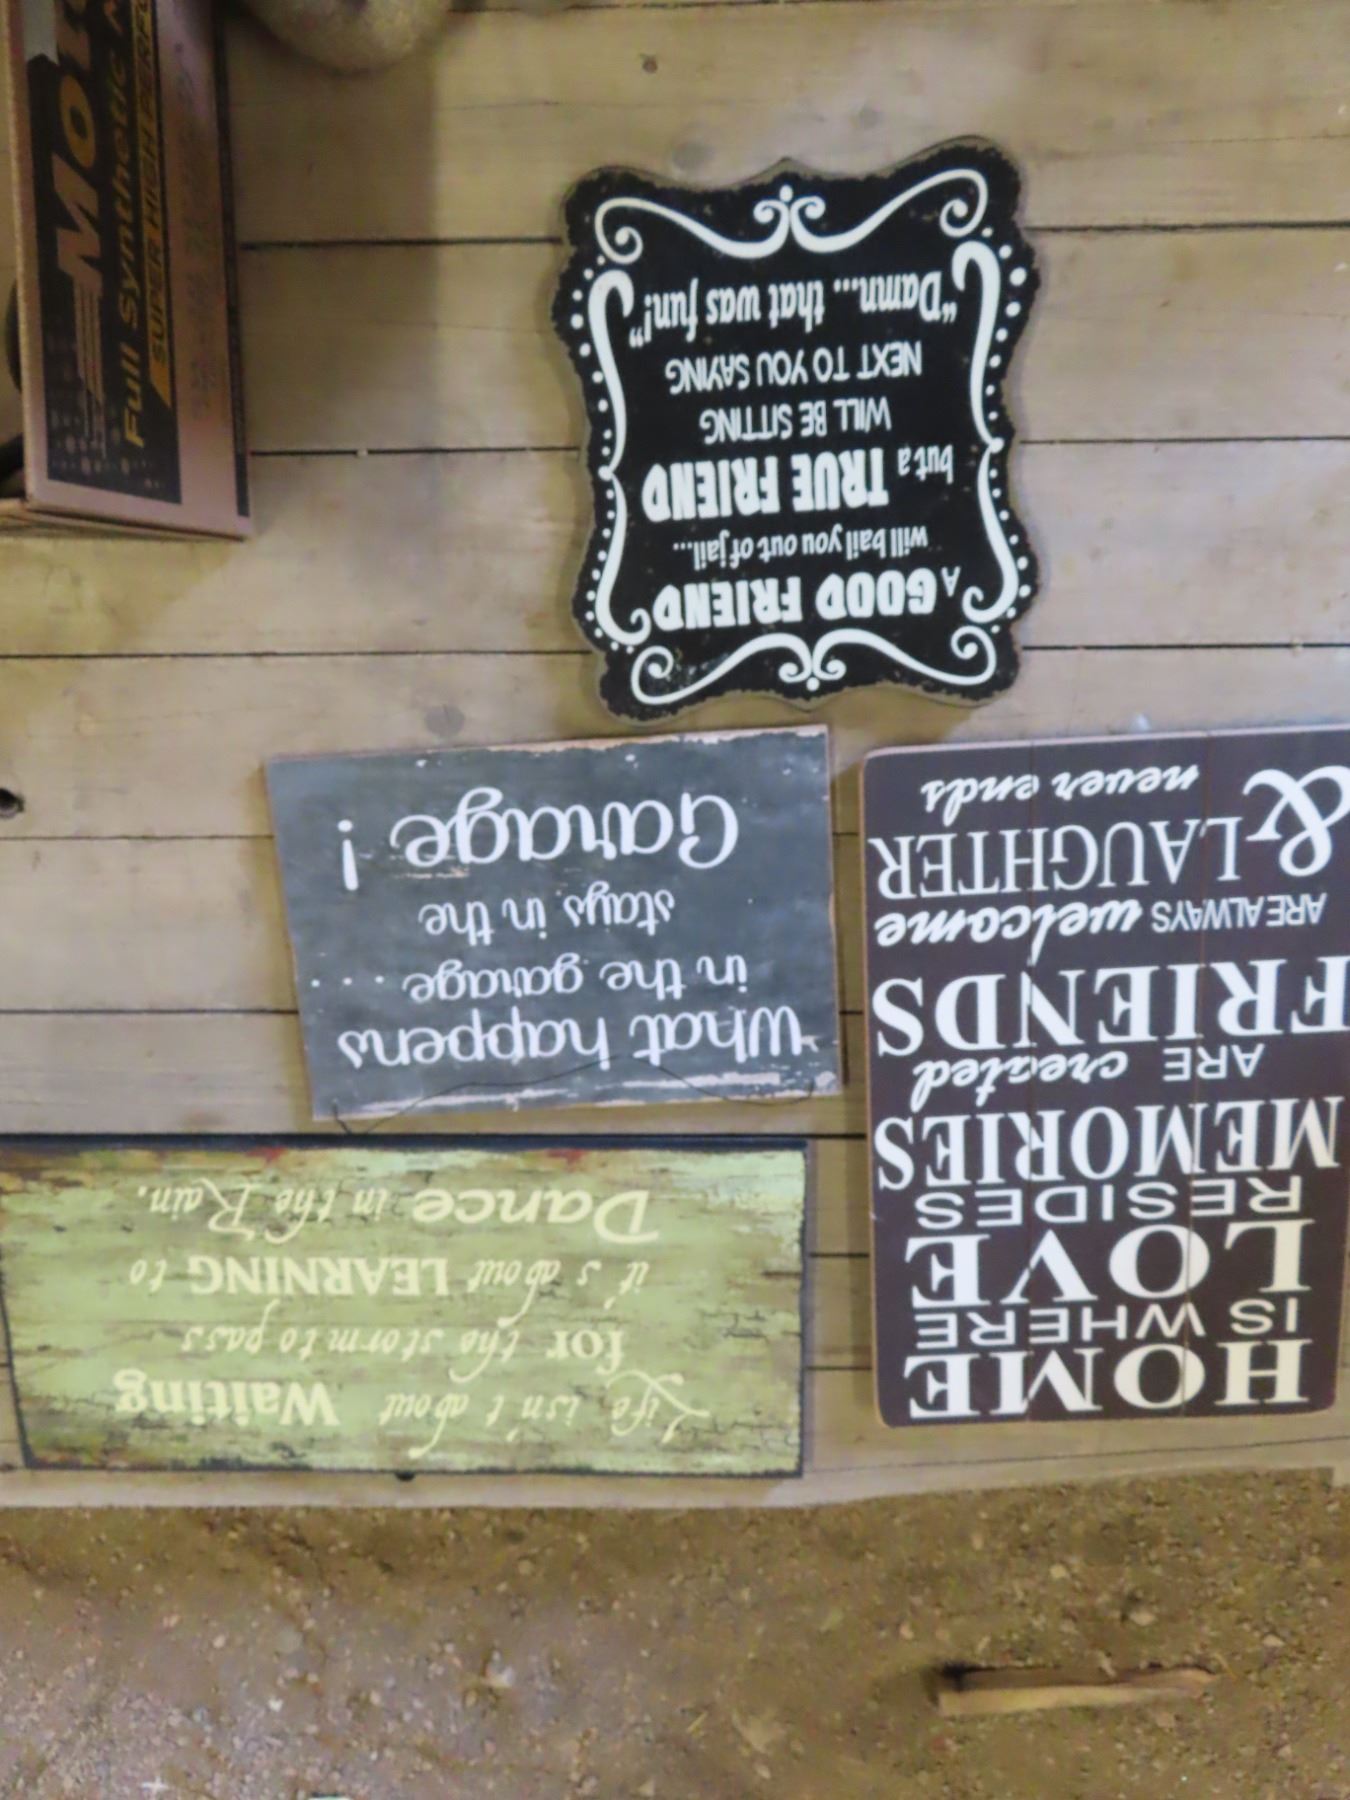 HOME
IS WHERE
LOVE
RESIDES
MEMORIES
ARE created
FRIENDS
ARE ALWAYS welcome
& LAUGHTER
never ends
Life isn't about Waiting
for the storm to pass
it's about LEARNING to
Dance in the Rain.
What happens
in the garage ....
stays in the
Garage!
A GOOD FRIEND
will bail you out of jail...
but a TRUE FRIEND
WILL BE SITTING
NEXT TO YOU SAYING
"Damn... that was fun!"
Full Synthetic
SUPER HIGH